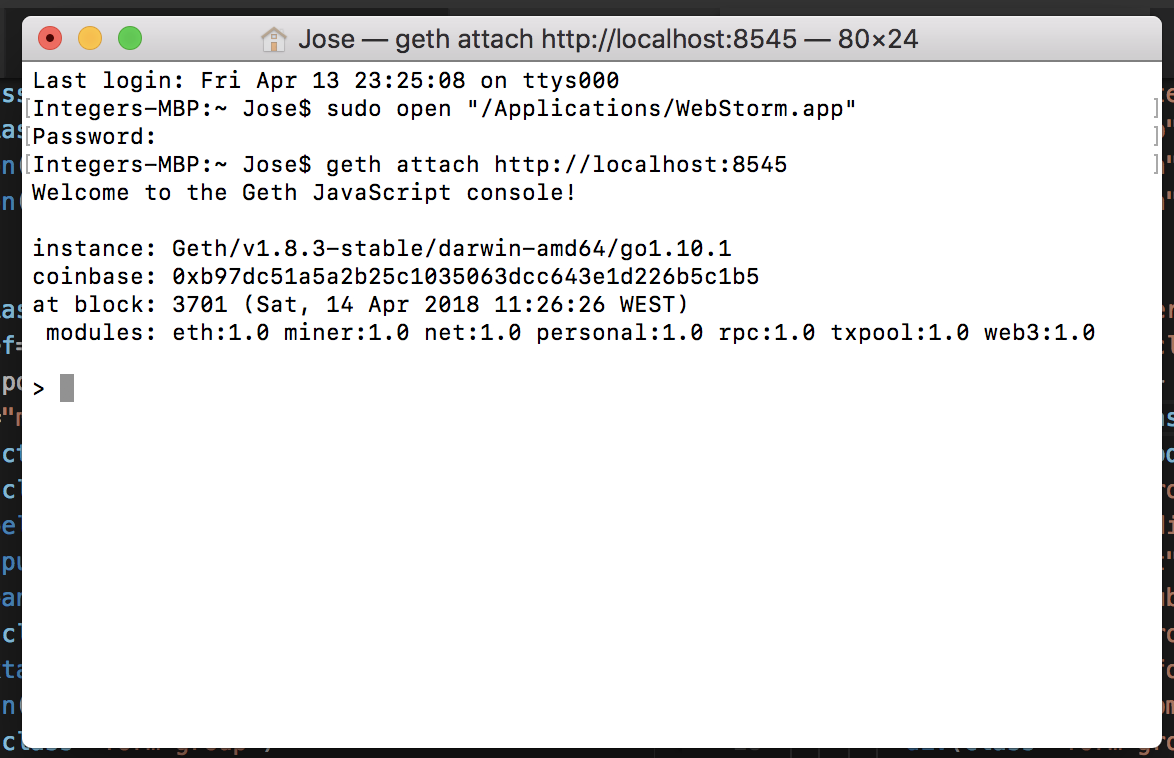 Jose — geth attach http://localhost:8545 — 80×24
Last login: Fri Apr 13 23:25:08 on ttys000
[Integers-MBP:~ Jose$ sudo open "/Applications/WebStorm.app" ]
[Password: ]
[Integers-MBP:~ Jose$ geth attach http://localhost:8545 ]
Welcome to the Geth JavaScript console!
instance: Geth/v1.8.3-stable/darwin-amd64/go1.10.1
coinbase: 0xb97dc51a5a2b25c1035063dcc643e1d226b5c1b5
at block: 3701 (Sat, 14 Apr 2018 11:26:26 WEST)
modules: eth:1.0 miner:1.0 net:1.0 personal:1.0 rpc:1.0 txpool:1.0 web3:1.0
>